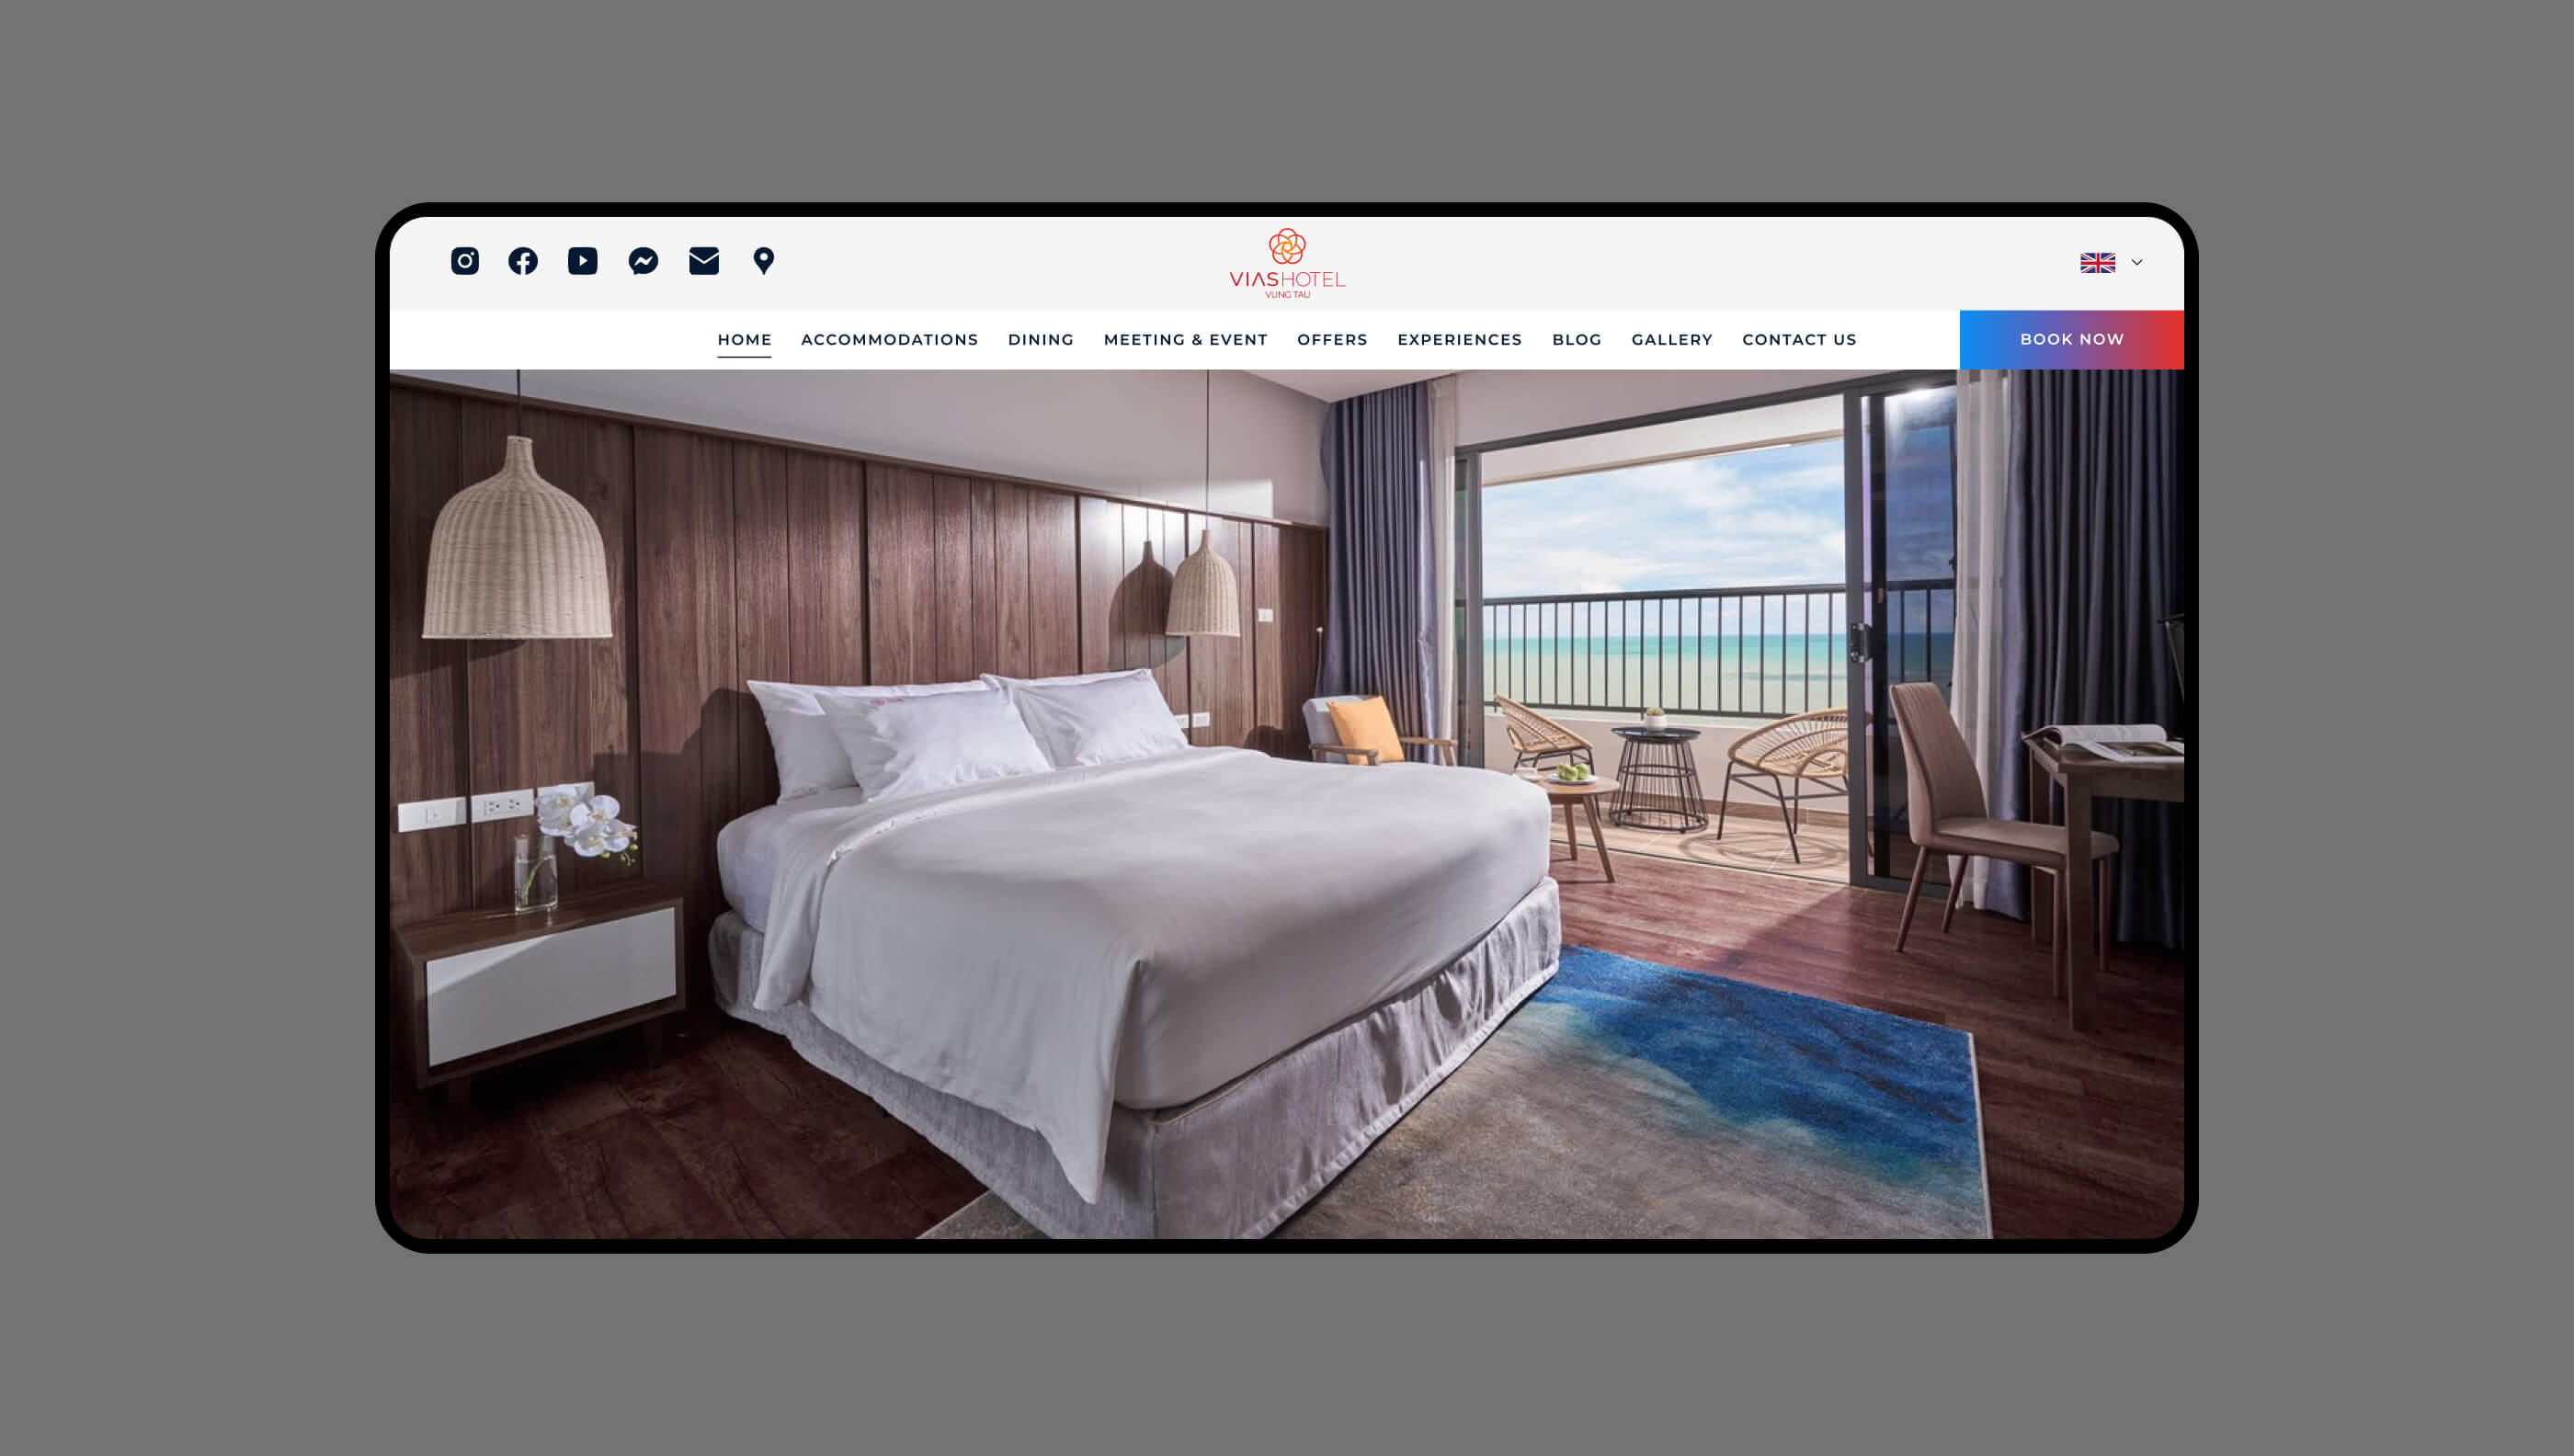 VIASHOTEL
VUNG TAU
HOME ACCOMMODATIONS DINING MEETING & EVENT OFFERS EXPERIENCES BLOG GALLERY CONTACT US BOOK NOW